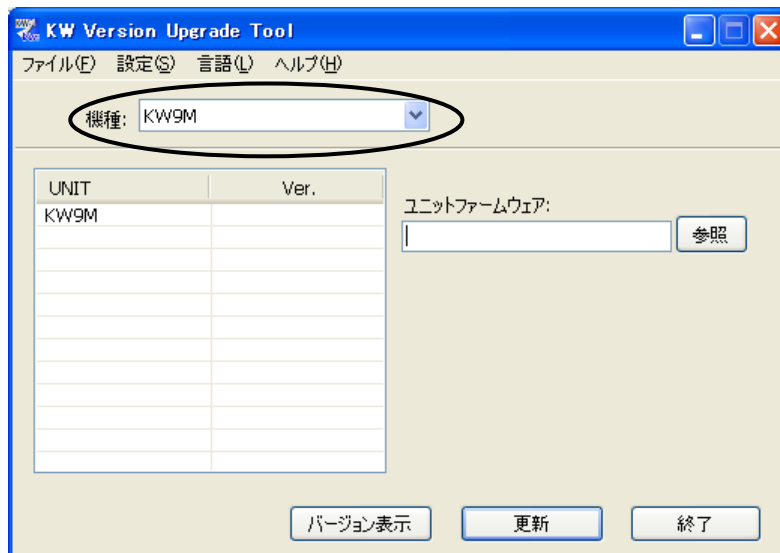 KW Version Upgrade Tool
ファイル(F) 設定(S) 言語(L) ヘルプ(H)
機種: KW9M
UNIT Ver.
KW9M
ユニットファームウェア:
参照
バージョン表示 更新 終了